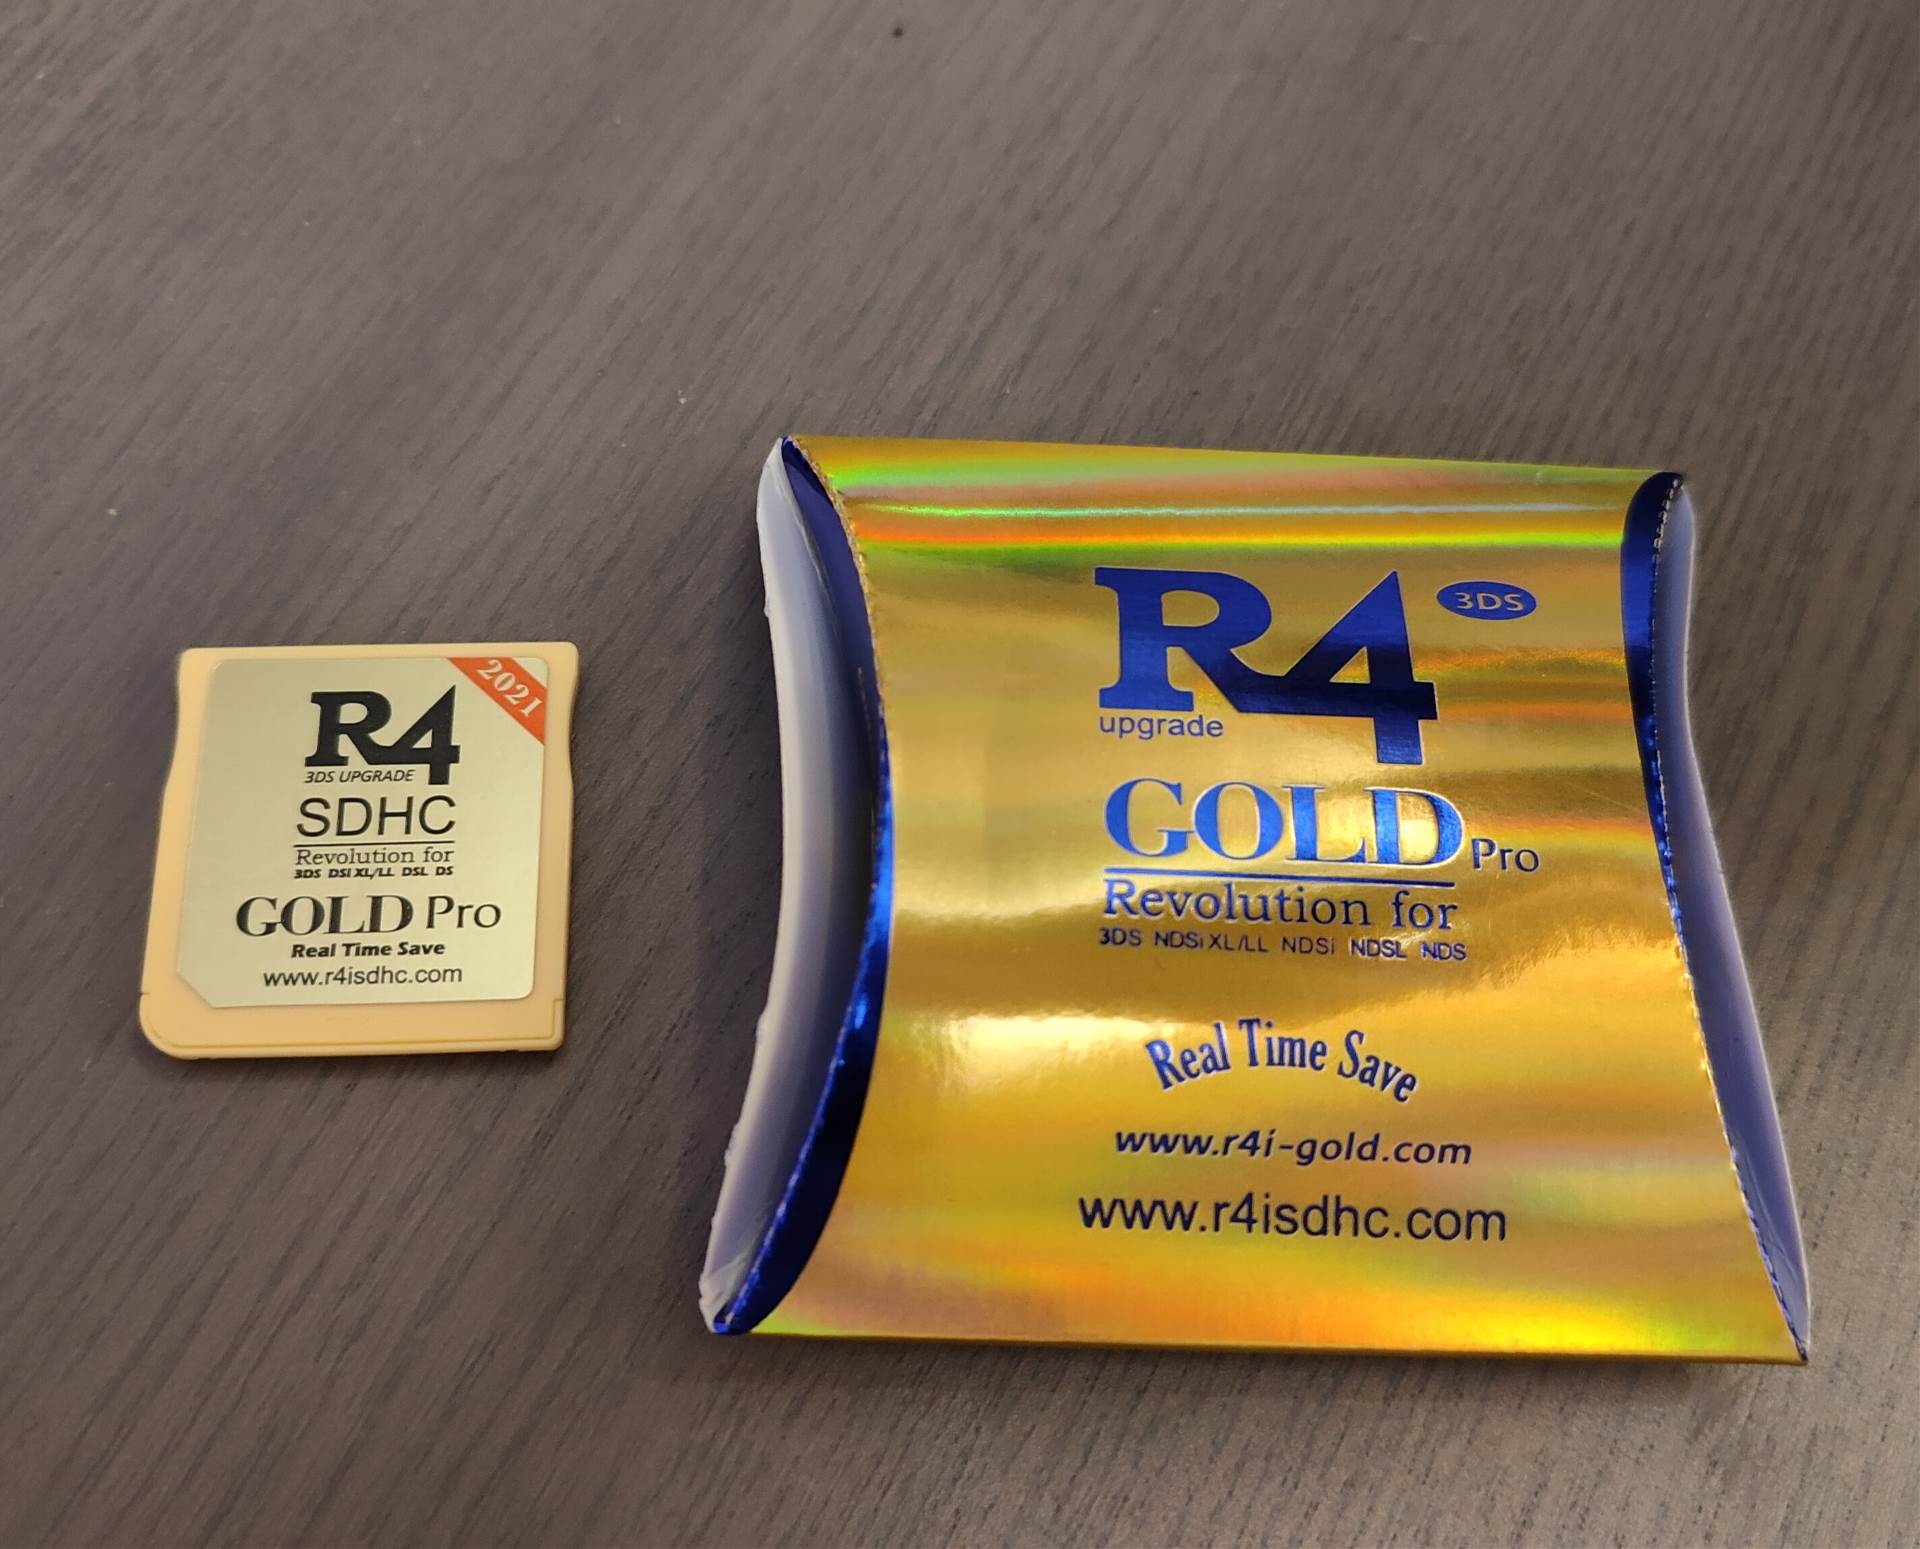 2021
R4
3DS UPGRADE
SDHC
Revolution for
3DS DSI XL/LL DSL DS
GOLD Pro
Real Time Save
www.r4isdhc.com
R4 3DS
upgrade
GOLD Pro
Revolution for
3DS NDSi XL/LL NDSi NDSL NDS
Real Time Save
www.r4i-gold.com
www.r4isdhc.com